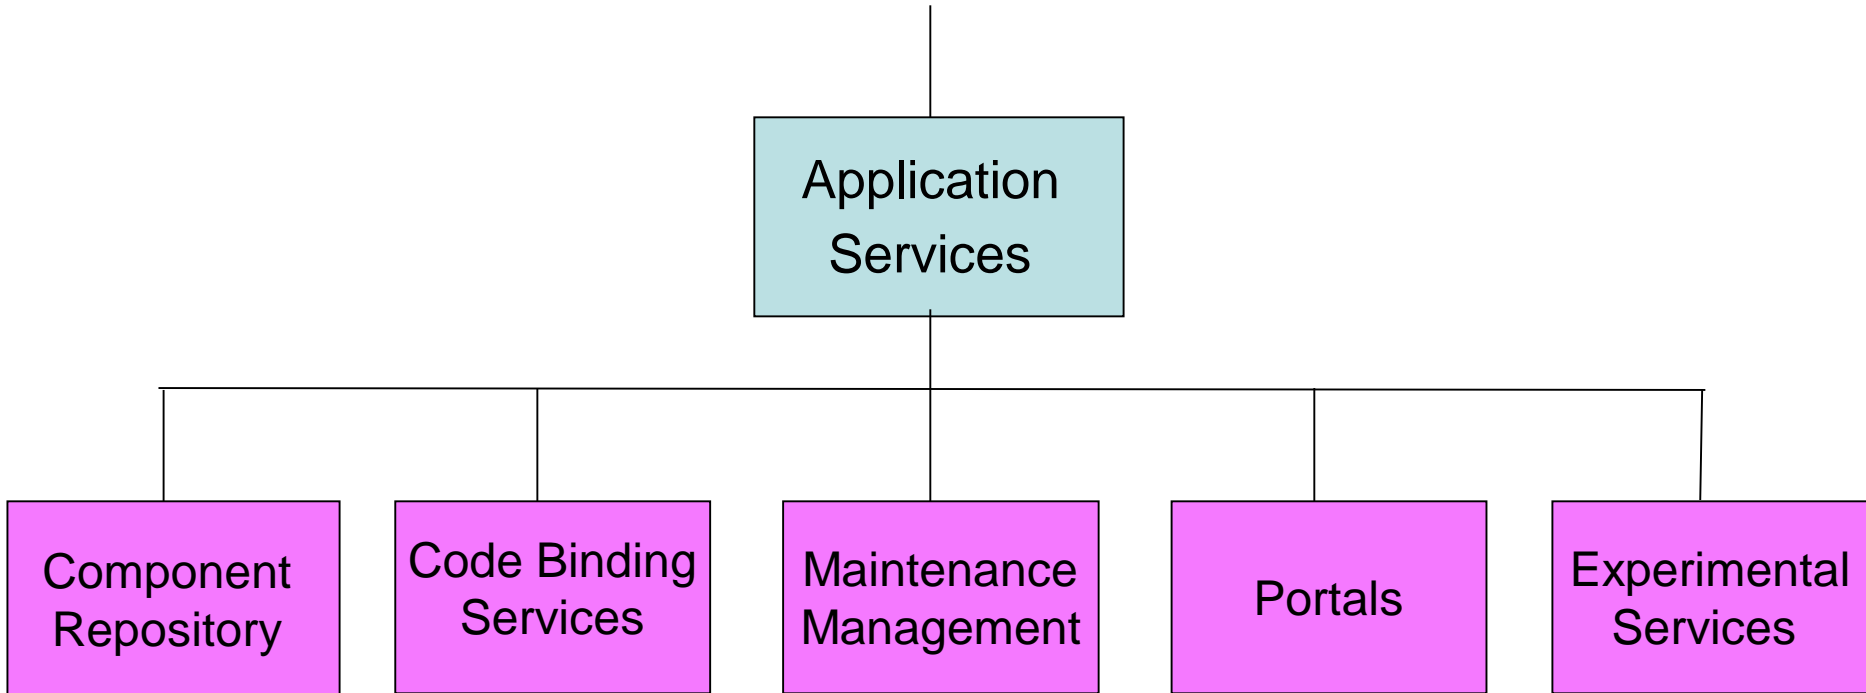 Application
Services
Component
Repository
Code Binding
Services
Maintenance
Management
Portals
Experimental
Services